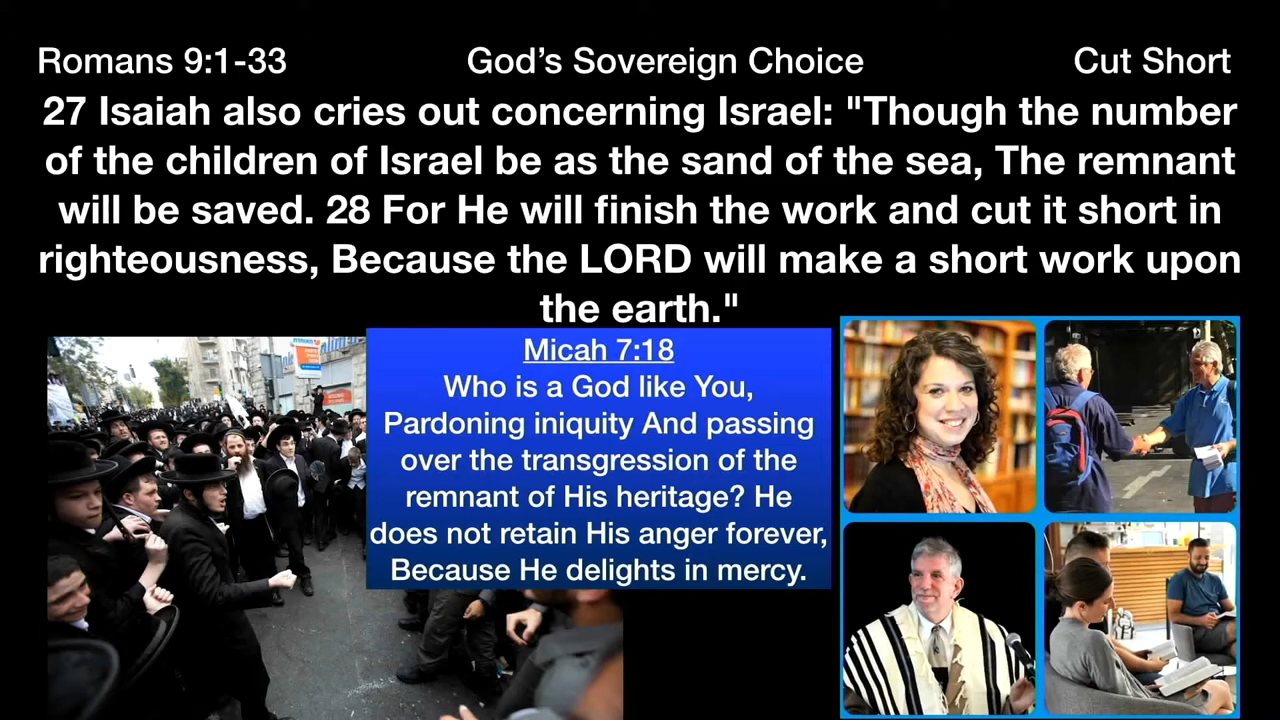 Romans 9:1-33 God’s Sovereign Choice Cut Short
27 Isaiah also cries out concerning Israel: "Though the number
of the children of Israel be as the sand of the sea, The remnant
will be saved. 28 For He will finish the work and cut it short in
righteousness, Because the LORD will make a short work upon
the earth."
Micah 7:18
Who is a God like You,
Pardoning iniquity And passing
over the transgression of the
remnant of His heritage? He
does not retain His anger forever,
Because He delights in mercy.